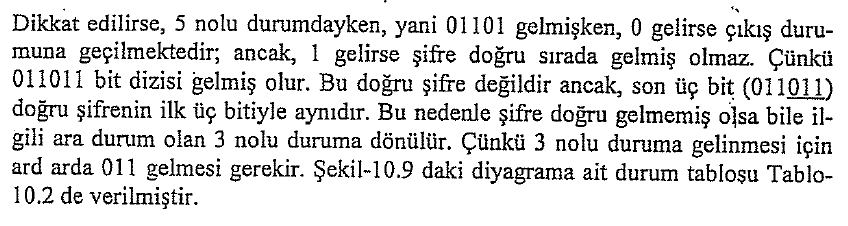 Dikkat edilirse, 5 nolu durumdayken, yani 01101 gelmişken, 0 gelirse çıkış duru-
muna geçilmektedir; ancak, 1 gelirse şifre doğru sırada gelmiş olmaz. Çünkü
011011 bit dizisi gelmiş olur. Bu doğru şifre değildir ancak, son üç bit (011011)
doğru şifrenin ilk üç bitiyle aynıdır. Bu nedenle şifre doğru gelmemiş olsa bile il-
gili ara durum olan 3 nolu duruma dönülür. Çünkü 3 nolu duruma gelinmesi için
ard arda 011 gelmesi gerekir. Şekil-10.9 daki diyagrama ait durum tablosu Tablo-
10.2 de verilmiştir.